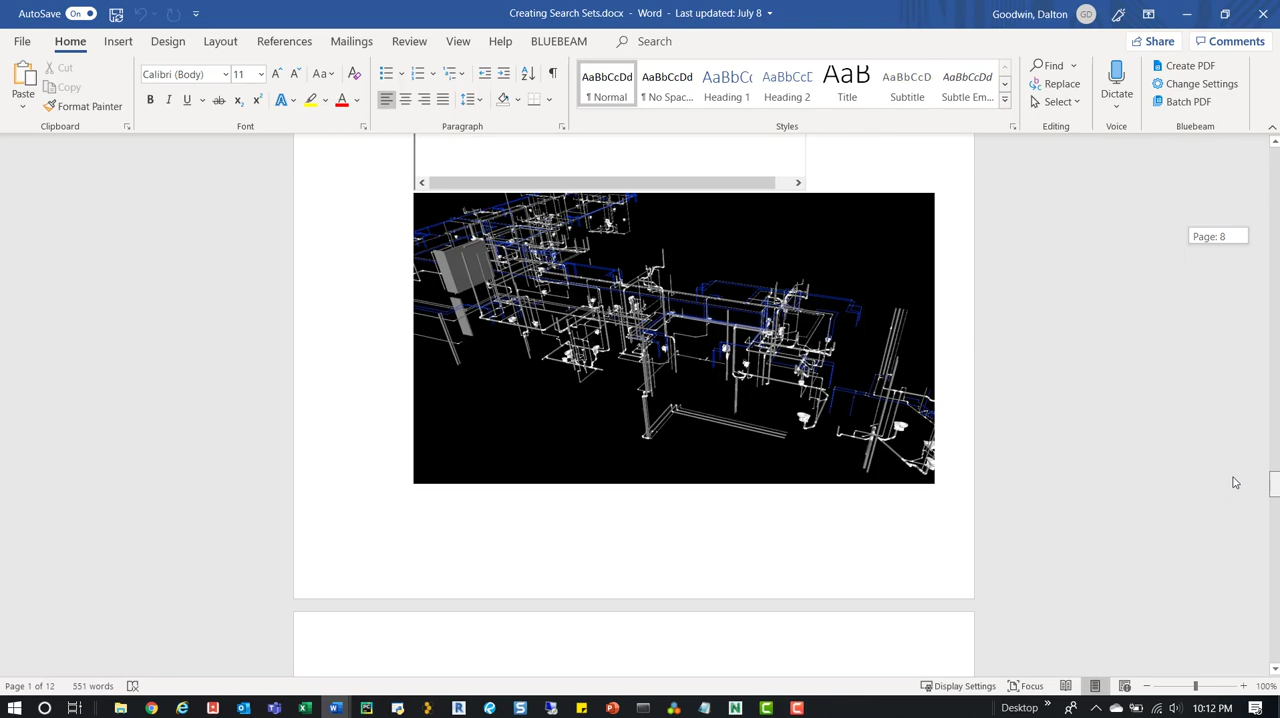 AutoSave On Creating Search Sets.docx - Word - Last updated: July 8 Goodwin, Dalton GD
File Home Insert Design Layout References Mailings Review View Help BLUEBEAM Search Share Comments
Paste Cut Copy Format Painter
Clipboard
Calibri (Body) 11
Font
Paragraph
AaBbCcDd AaBbCcDd AaBbC( AaBbCcC AaB AaBbCcD AaBbCcDd
¶ Normal ¶ No Spac... Heading 1 Heading 2 Title Subtitle Subtle Em...
Styles
Find
Replace
Select
Editing
Dictate
Voice
Create PDF
Change Settings
Batch PDF
Bluebeam
Page: 8
Page 1 of 12 551 words Display Settings Focus 100%
Desktop 10:12 PM